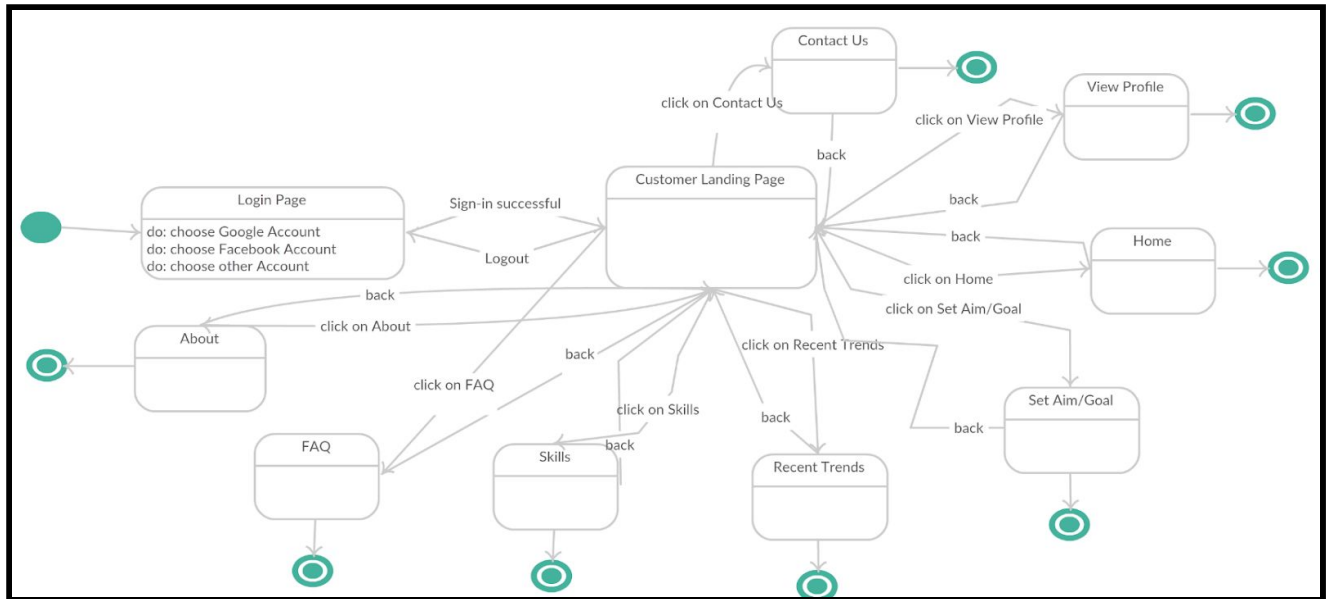 Contact Us
View Profile
click on Contact Us
click on View Profile
back
Customer Landing Page
Login Page
Sign-in successful
back
do: choose Google Account
do: choose Facebook Account
do: choose other Account
Logout
back
Home
click on Home
back
click on Set Aim/Goal
click on About
About
click on Recent Trends
back
click on FAQ
Set Aim/Goal
click on Skills
back
back
FAQ
back
Skills
Recent Trends